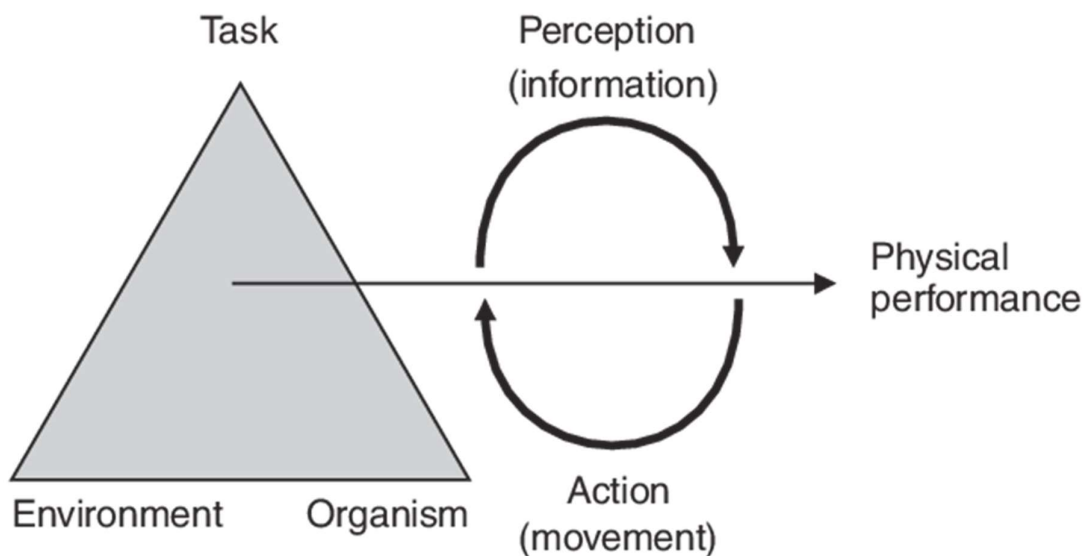 Task
Perception
(information)
Physical
performance
Environment
Organism
Action
(movement)